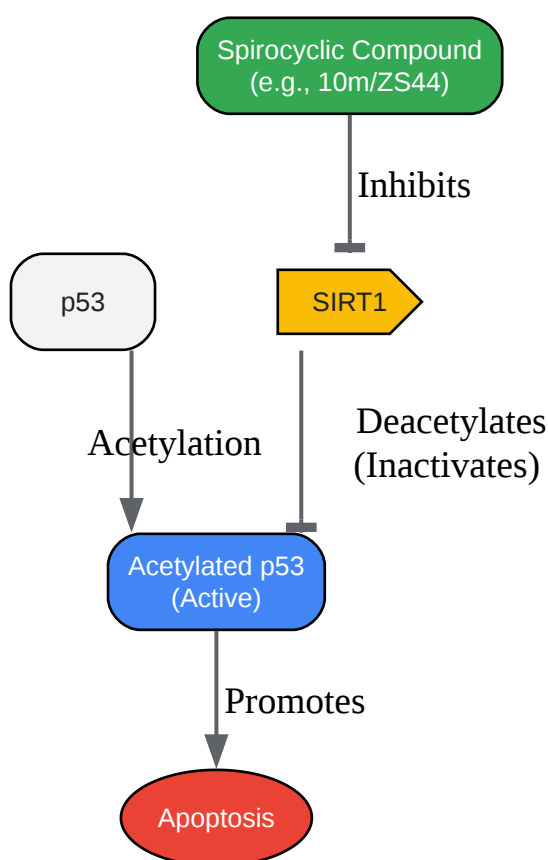 Spirocyclic Compound
(e.g., 10m/ZS44)
Inhibits
p53
SIRT1
Acetylation
Deacetylates
(Inactivates)
Acetylated p53
(Active)
Promotes
Apoptosis